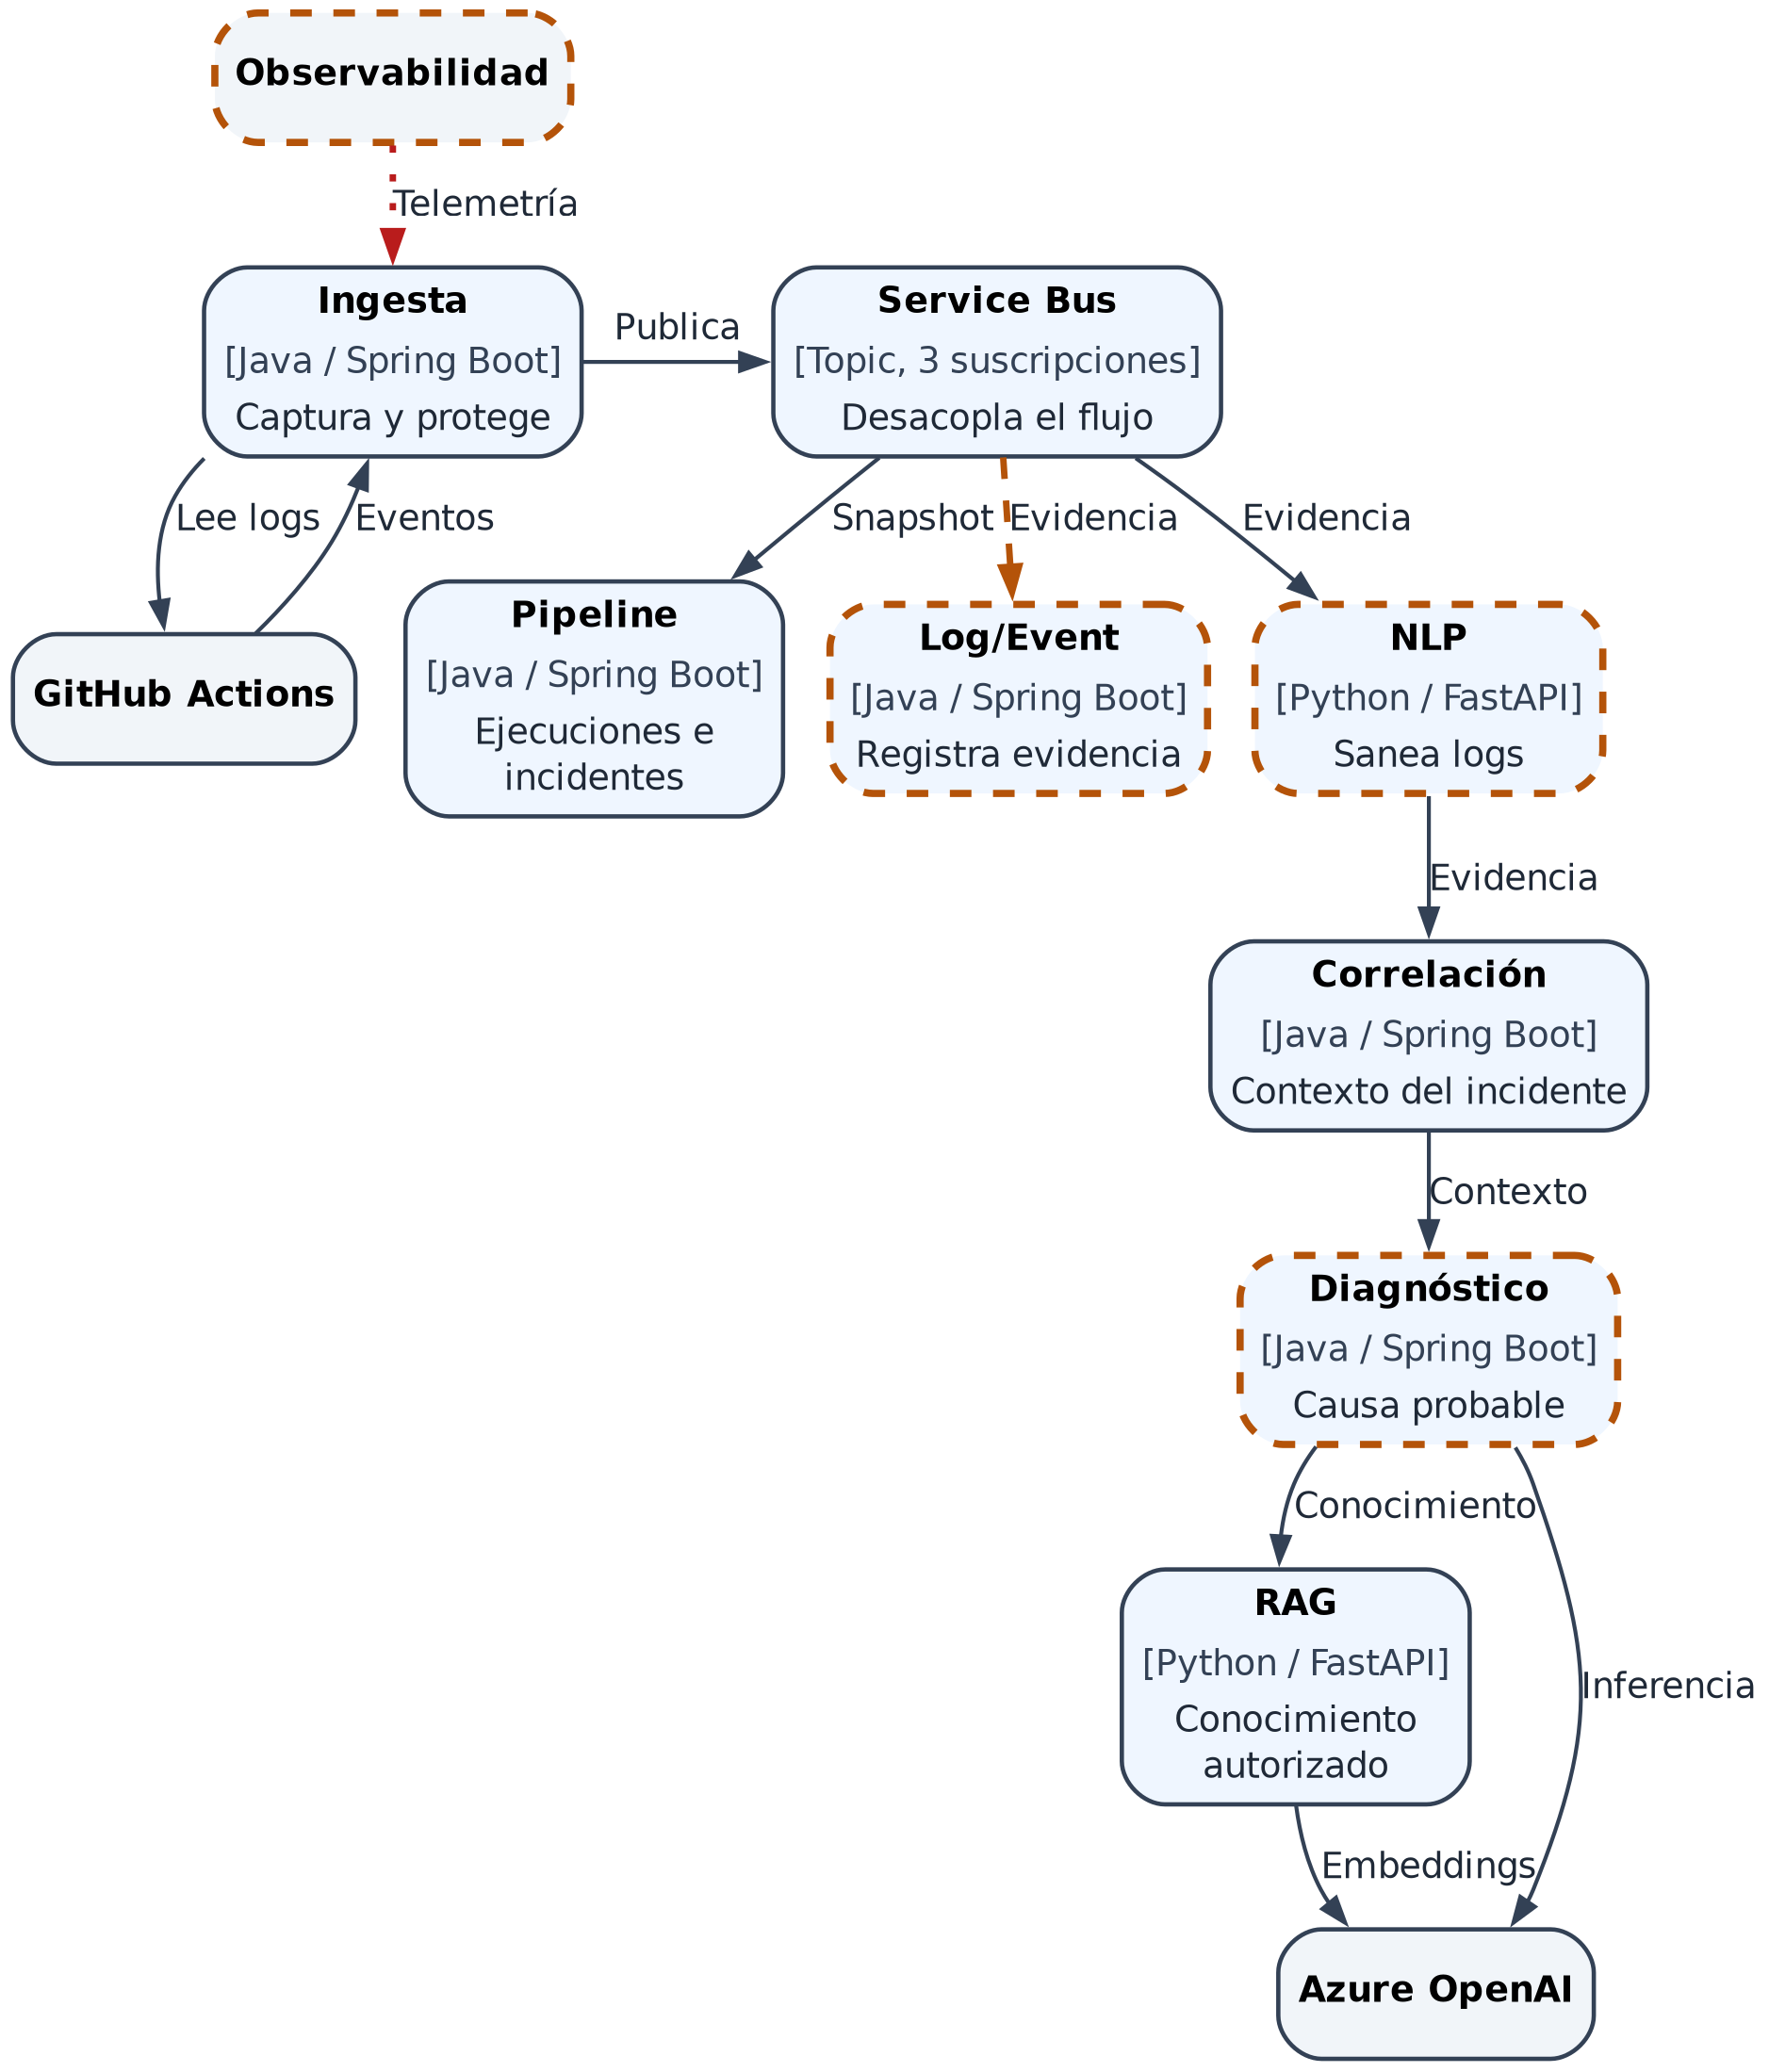 Observabilidad
Telemetría
Ingesta
[Java / Spring Boot]
Captura y protege
Publica
Service Bus
[Topic, 3 suscripciones]
Desacopla el flujo
Lee logs
Eventos
Snapshot
Evidencia
Evidencia
GitHub Actions
Pipeline
[Java / Spring Boot]
Ejecuciones e
incidentes
Log/Event
[Java / Spring Boot]
Registra evidencia
NLP
[Python / FastAPI]
Sanea logs
Evidencia
Correlación
[Java / Spring Boot]
Contexto del incidente
Contexto
Diagnóstico
[Java / Spring Boot]
Causa probable
Conocimiento
RAG
[Python / FastAPI]
Conocimiento
autorizado
Inferencia
Embeddings
Azure OpenAI